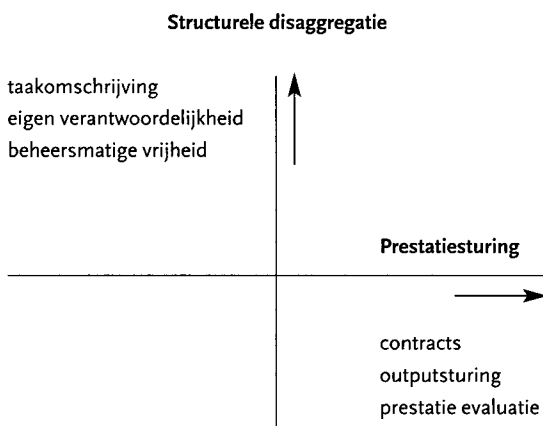 Structurele disaggregatie
taakomschrijving
eigen verantwoordelijkheid
beheersmatige vrijheid
Prestatiesturing
contracts
outputsturing
prestatie evaluatie